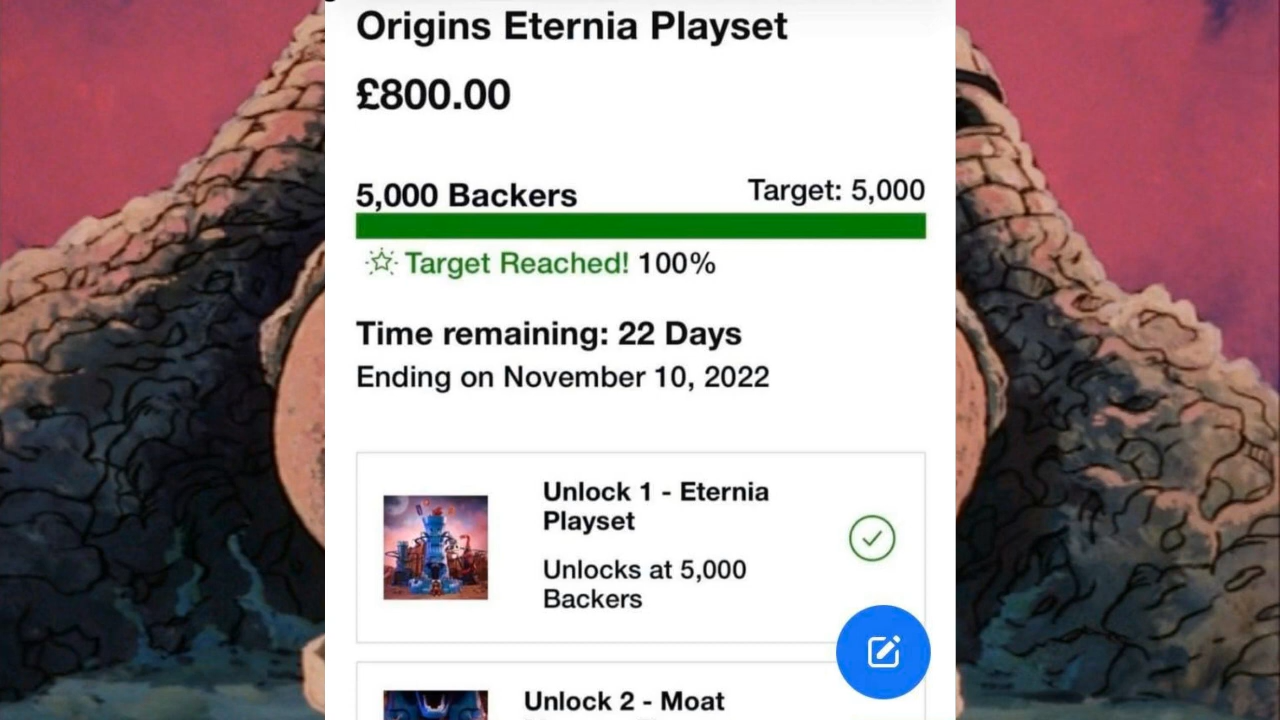 Origins Eternia Playset
£800.00
5,000 Backers
Target: 5,000
Target Reached! 100%
Time remaining: 22 Days
Ending on November 10, 2022
Unlock 1 - Eternia
Playset
Unlocks at 5,000
Backers
Unlock 2 - Moat